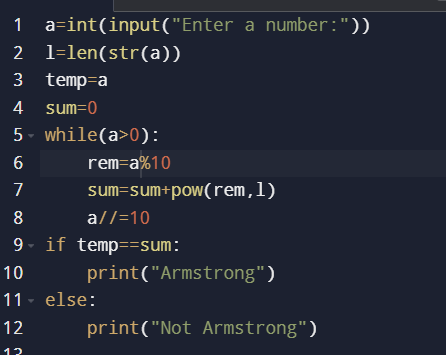 1 a=int(input("Enter a number:"))
2 l=len(str(a))
3 temp=a
4 sum=0
5 while(a>0):
6     rem=a%10
7     sum=sum+pow(rem,l)
8     a//=10
9 if temp==sum:
10     print("Armstrong")
11 else:
12     print("Not Armstrong")
13